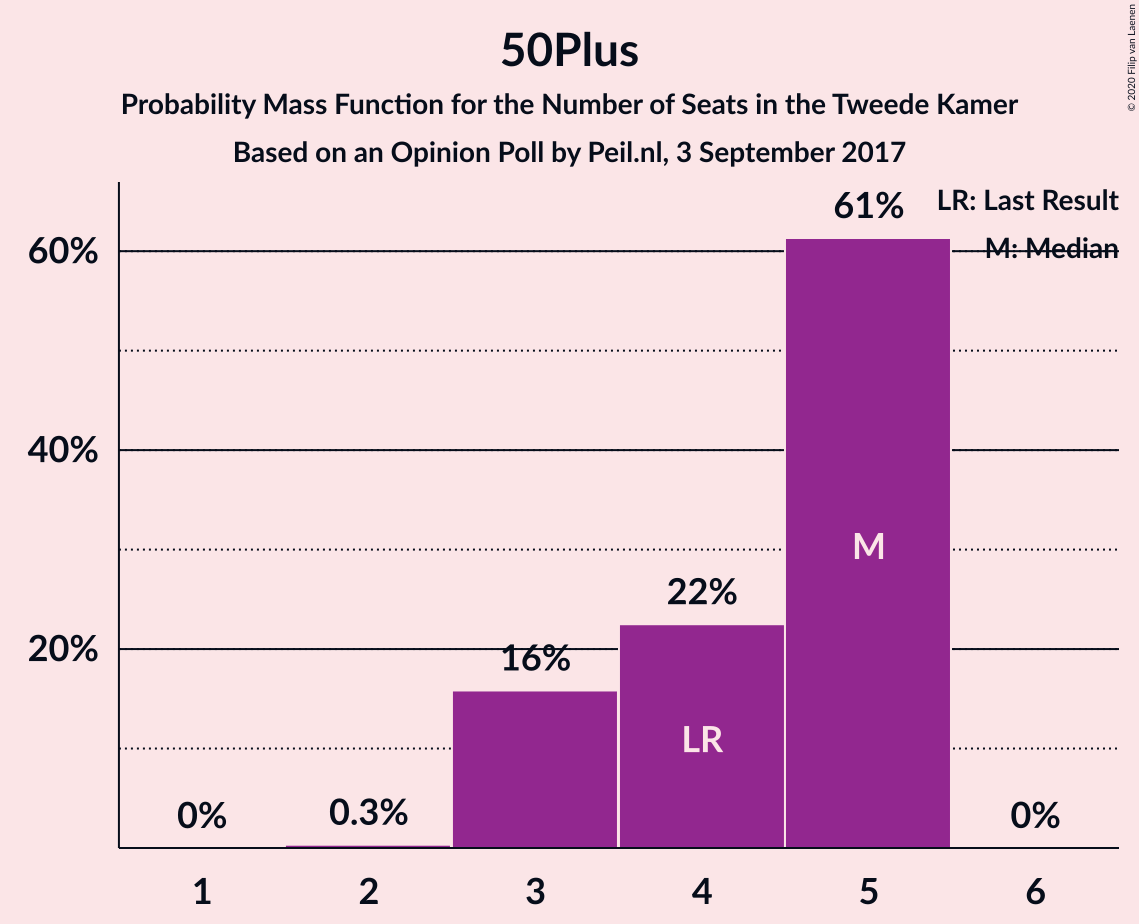 50Plus
Probability Mass Function for the Number of Seats in the Tweede Kamer
Based on an Opinion Poll by Peil.nl, 3 September 2017
© 2020 Filip van Laenen
LR: Last Result
M: Median
60%
40%
20%
0%
0.3%
16%
22%
61%
0%
LR
M
1
2
3
4
5
6